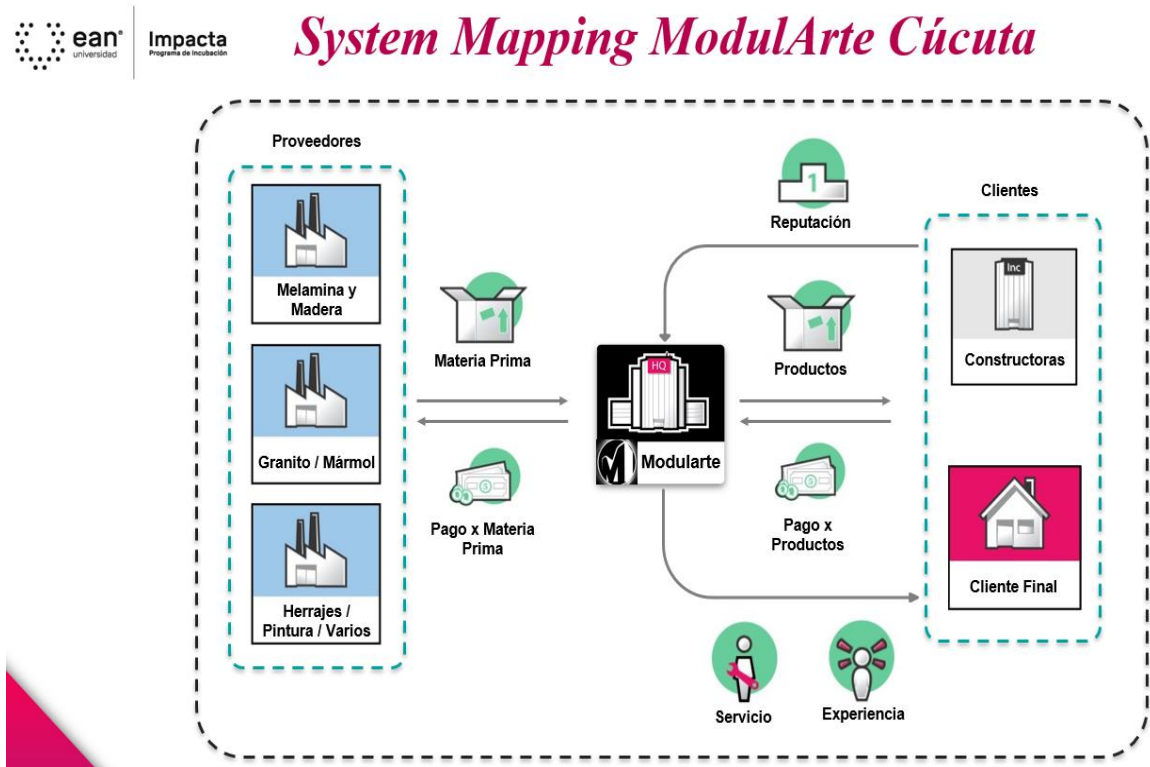 ean
universidad
Impacta
Programa de Incubación
System Mapping ModulArte Cúcuta
Proveedores
Melamina y
Madera
Granito / Mármol
Herrajes /
Pintura / Varios
Materia Prima
Pago x Materia
Prima
HQ
Modularte
1
Reputación
Productos
Pago x
Productos
Servicio
Experiencia
Clientes
Inc
Constructoras
Cliente Final